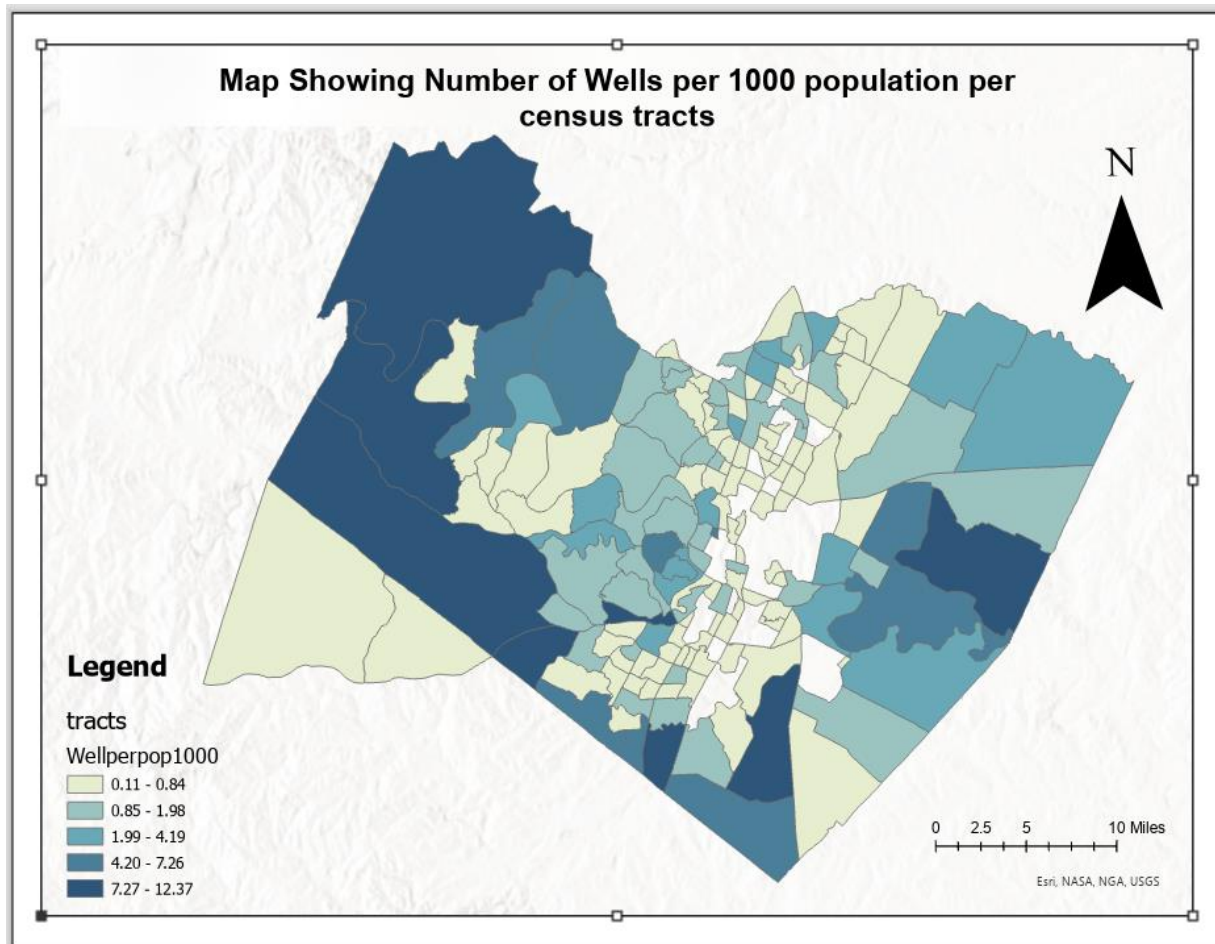 Map Showing Number of Wells per 1000 population per
census tracts
N
Legend
tracts
Wellperpop1000
0.11 - 0.84
0.85 - 1.98
1.99 - 4.19
4.20 - 7.26
7.27 - 12.37
0 2.5 5 10 Miles
Esri, NASA, NGA, USGS